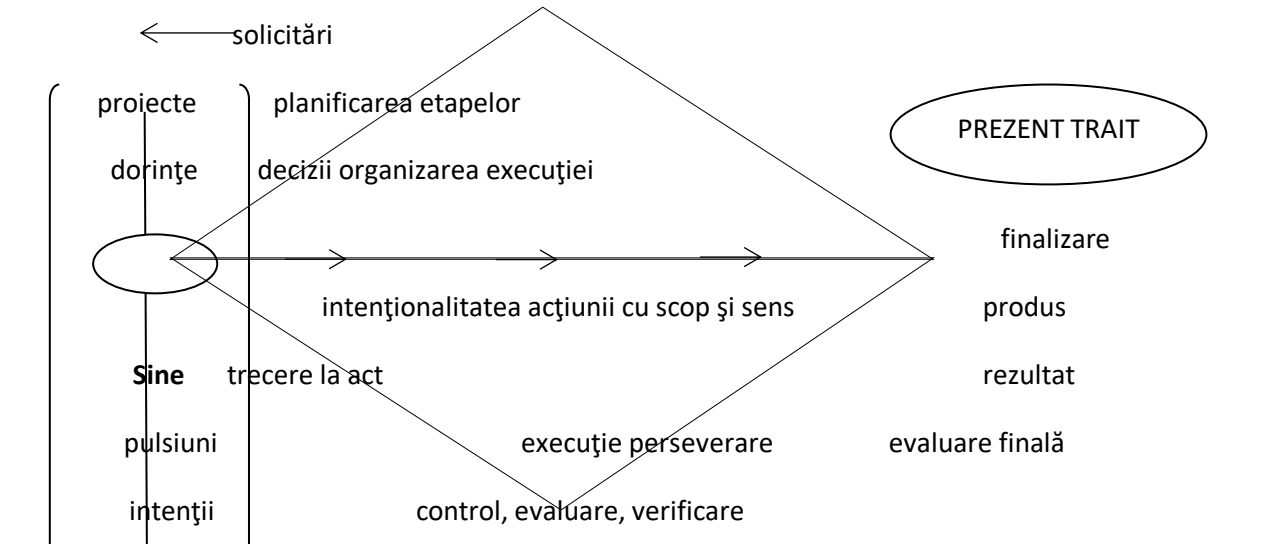 solicitări
proiecte planificarea etapelor
PREZENT TRAIT
dorinţe decizii organizarea execuţiei
finalizare
intenţionalitatea acţiunii cu scop şi sens produs
Sine trecere la act rezultat
pulsiuni execuţie perseverare evaluare finală
intenţii control, evaluare, verificare